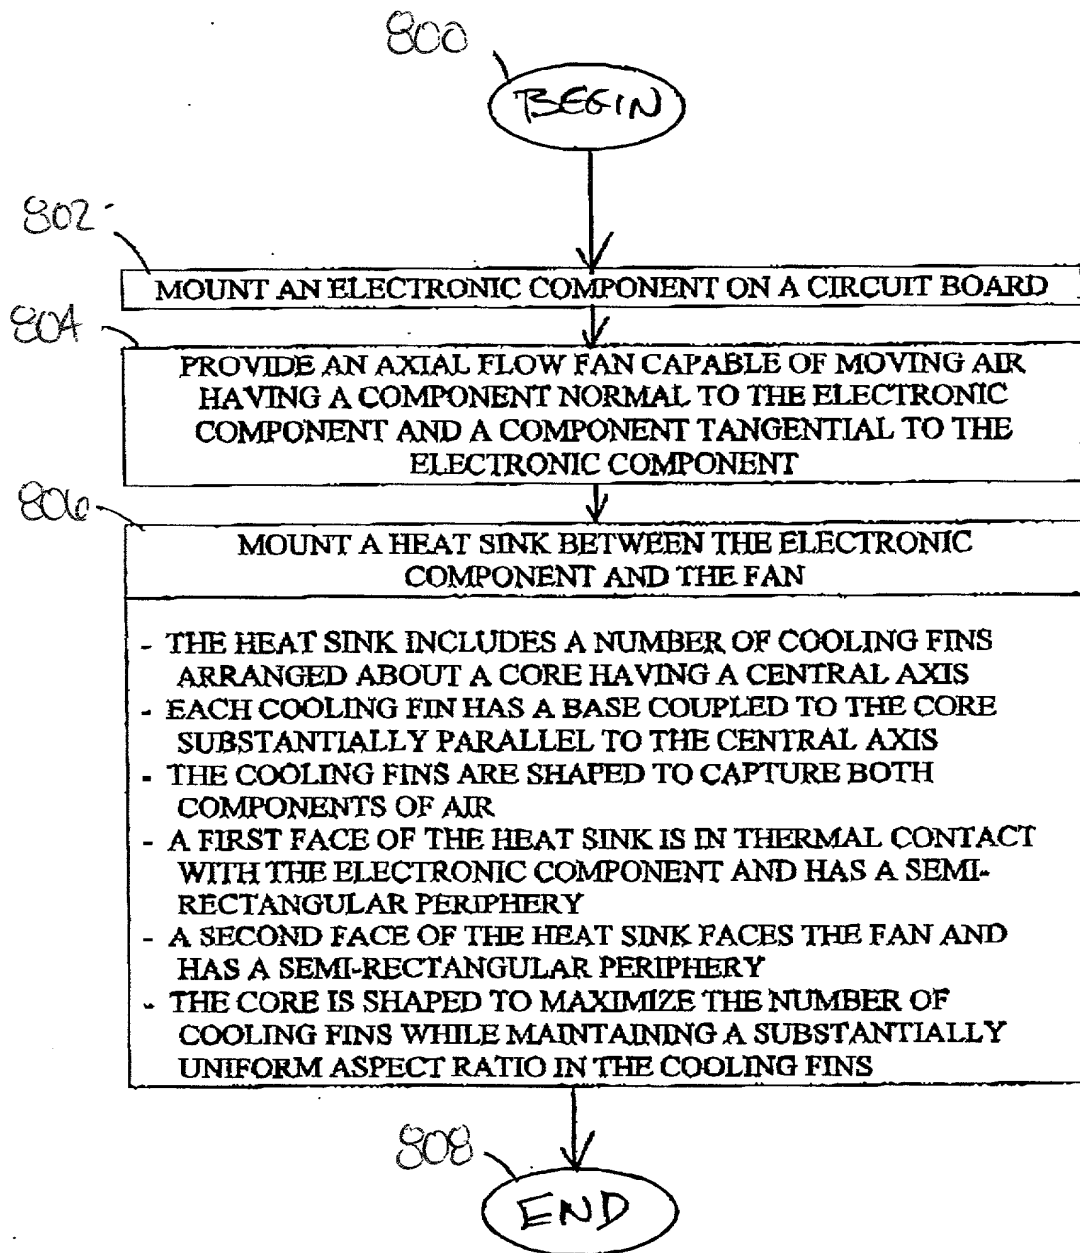 800
BEGIN
802
MOUNT AN ELECTRONIC COMPONENT ON A CIRCUIT BOARD
804
PROVIDE AN AXIAL FLOW FAN CAPABLE OF MOVING AIR
HAVING A COMPONENT NORMAL TO THE ELECTRONIC
COMPONENT AND A COMPONENT TANGENTIAL TO THE
ELECTRONIC COMPONENT
806
MOUNT A HEAT SINK BETWEEN THE ELECTRONIC
COMPONENT AND THE FAN
- THE HEAT SINK INCLUDES A NUMBER OF COOLING FINS
ARRANGED ABOUT A CORE HAVING A CENTRAL AXIS
- EACH COOLING FIN HAS A BASE COUPLED TO THE CORE
SUBSTANTIALLY PARALLEL TO THE CENTRAL AXIS
- THE COOLING FINS ARE SHAPED TO CAPTURE BOTH
COMPONENTS OF AIR
- A FIRST FACE OF THE HEAT SINK IS IN THERMAL CONTACT
WITH THE ELECTRONIC COMPONENT AND HAS A SEMI-
RECTANGULAR PERIPHERY
- A SECOND FACE OF THE HEAT SINK FACES THE FAN AND
HAS A SEMI-RECTANGULAR PERIPHERY
- THE CORE IS SHAPED TO MAXIMIZE THE NUMBER OF
COOLING FINS WHILE MAINTAINING A SUBSTANTIALLY
UNIFORM ASPECT RATIO IN THE COOLING FINS
808
END